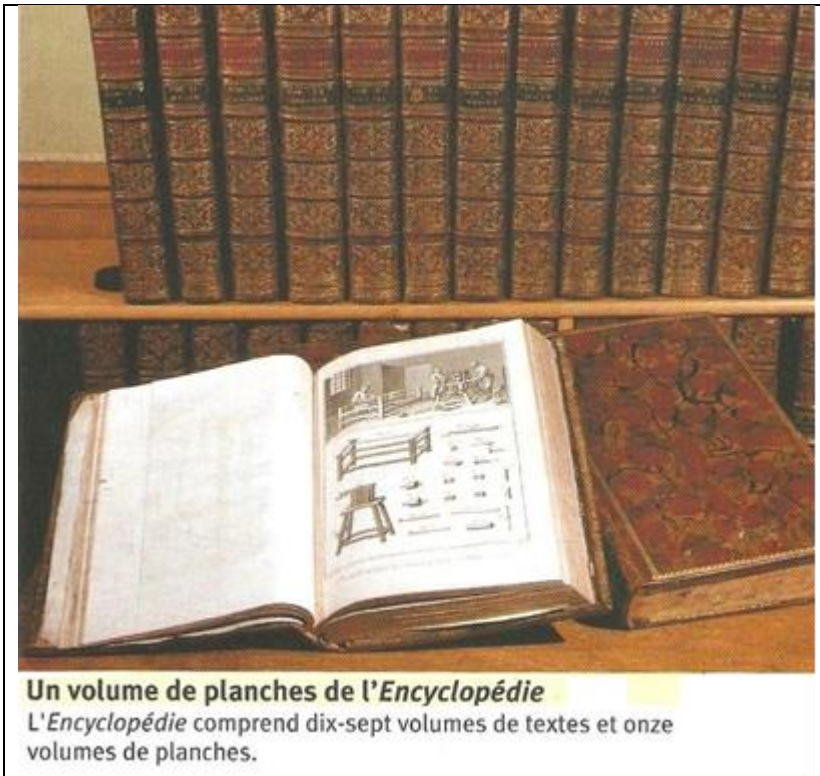 Un volume de planches de l'Encyclopédie
L'Encyclopédie comprend dix-sept volumes de textes et onze
volumes de planches.